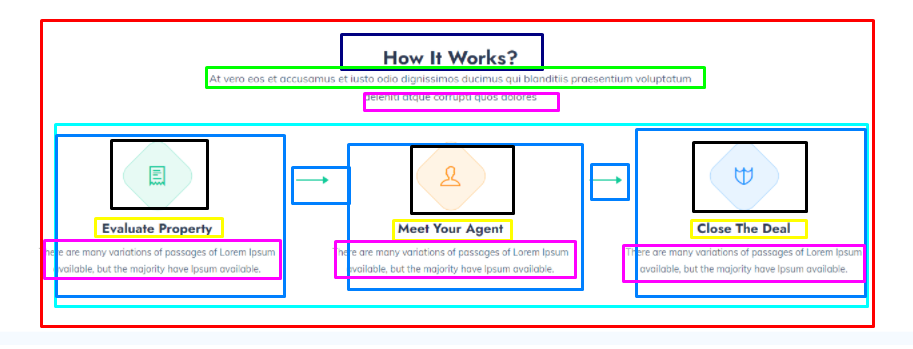 How It Works?
At vero eos et accusamus et iusto odio dignissimos ducimus qui blanditiis praesentium voluptatum
deleniti atque corrupti quos dolores
Evaluate Property
There are many variations of passages of Lorem Ipsum
available, but the majority have Ipsum available.
Meet Your Agent
There are many variations of passages of Lorem Ipsum
available, but the majority have Ipsum available.
Close The Deal
There are many variations of passages of Lorem Ipsum
available, but the majority have Ipsum available.